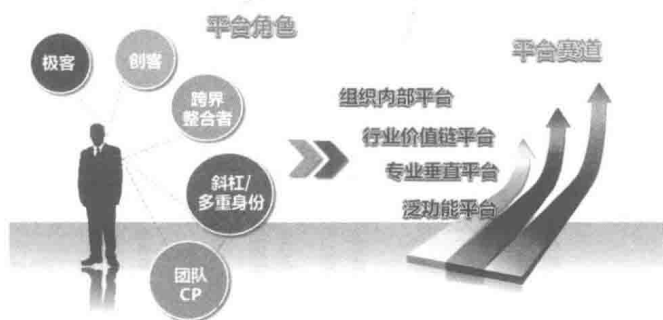 平台角色
极客
创客
跨界
整合者
斜杠/
多重身份
团队
CP
平台赛道
组织内部平台
行业价值链平台
专业垂直平台
泛功能平台